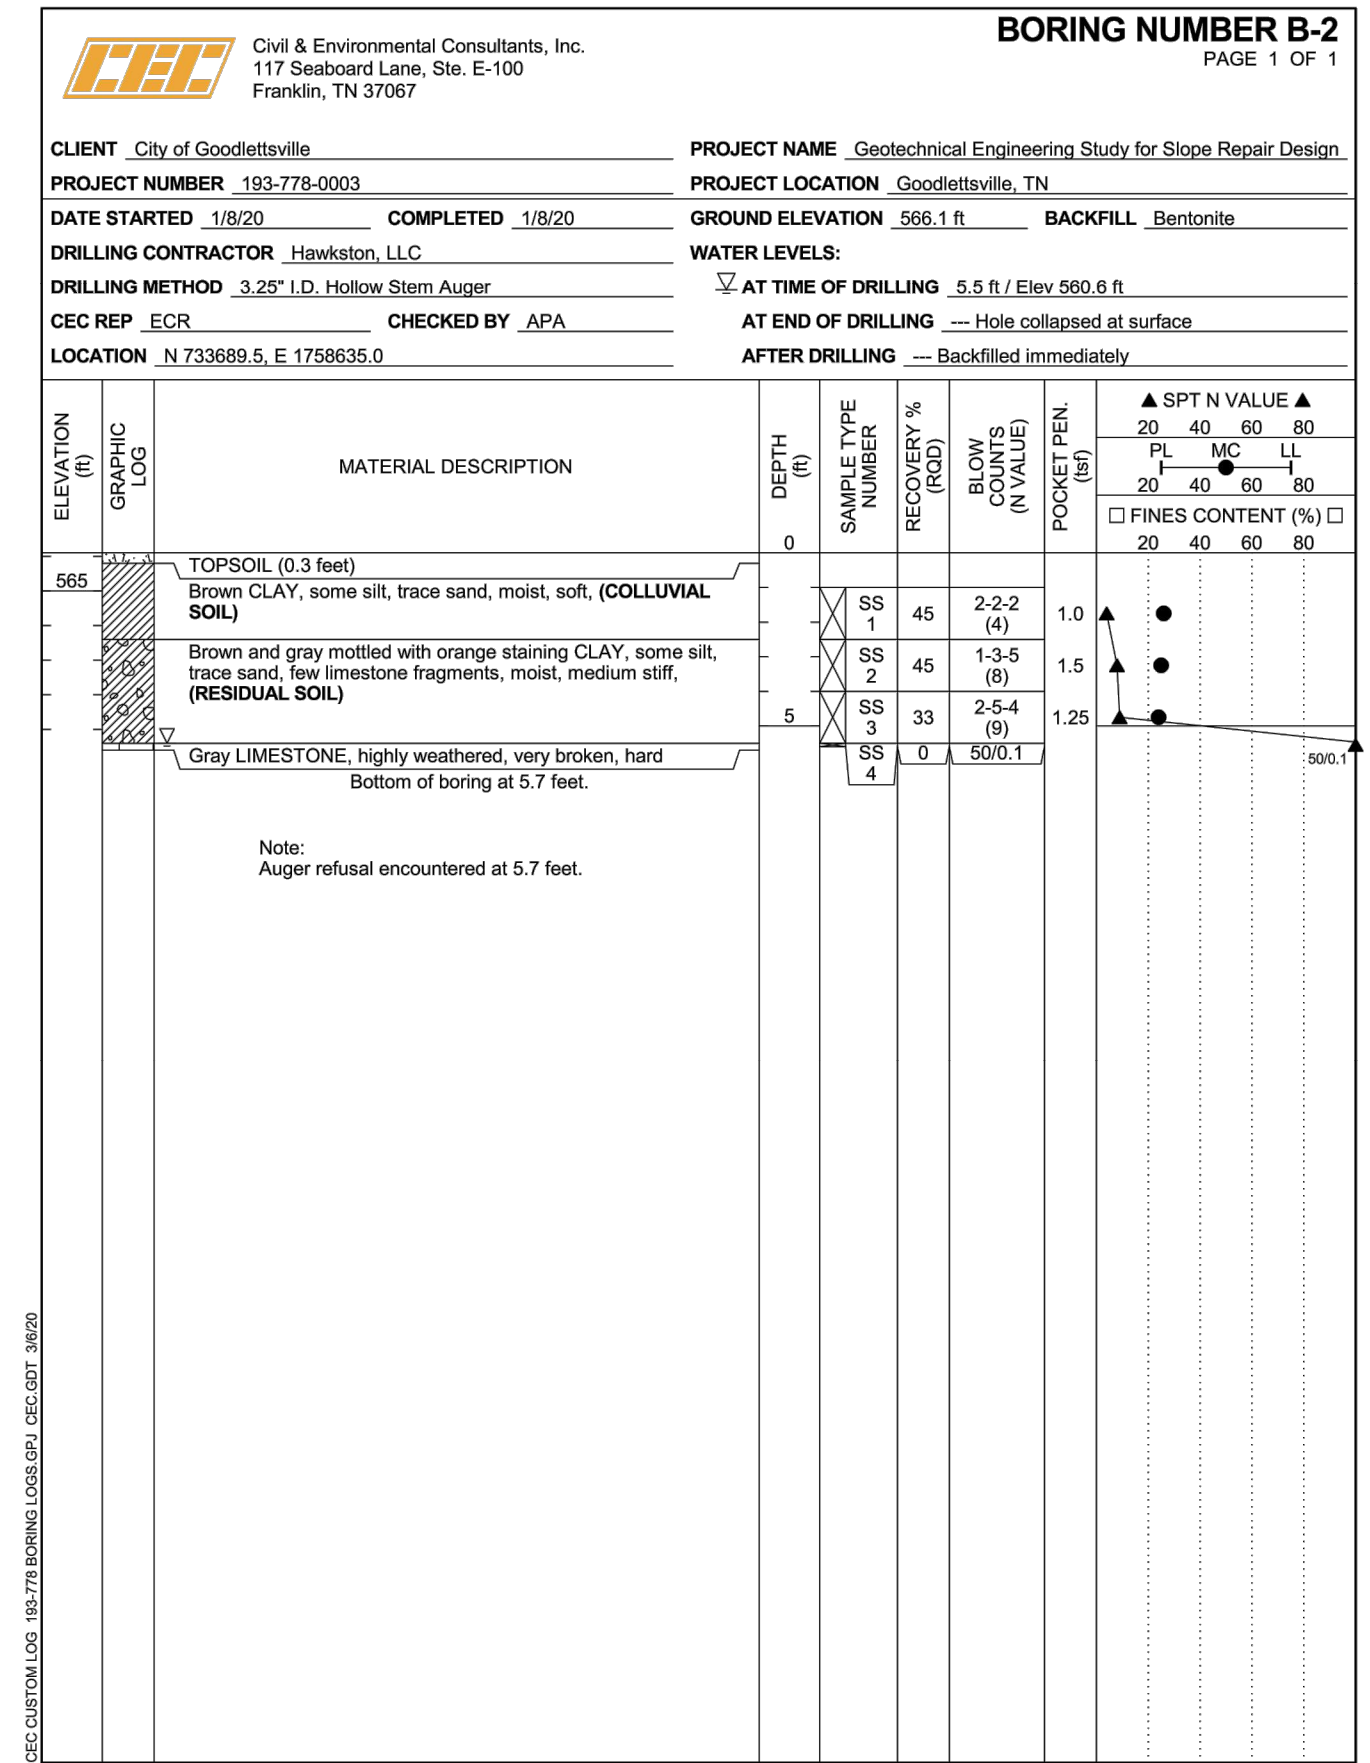 BORING NUMBER B-2
PAGE 1 OF 1
CEC
Civil & Environmental Consultants, Inc.
117 Seaboard Lane, Ste. E-100
Franklin, TN 37067
CLIENT City of Goodlettsville
PROJECT NAME Geotechnical Engineering Study for Slope Repair Design
PROJECT NUMBER 193-778-0003
PROJECT LOCATION Goodlettsville, TN
DATE STARTED 1/8/20 COMPLETED 1/8/20
GROUND ELEVATION 566.1 ft BACKFILL Bentonite
DRILLING CONTRACTOR Hawkston, LLC
WATER LEVELS:
DRILLING METHOD 3.25" I.D. Hollow Stem Auger
AT TIME OF DRILLING 5.5 ft / Elev 560.6 ft
CEC REP ECR CHECKED BY APA
AT END OF DRILLING --- Hole collapsed at surface
LOCATION N 733689.5, E 1758635.0
AFTER DRILLING --- Backfilled immediately
ELEVATION
(ft)
GRAPHIC
LOG
MATERIAL DESCRIPTION
DEPTH
(ft)
SAMPLE TYPE
NUMBER
RECOVERY %
(RQD)
BLOW
COUNTS
(N VALUE)
POCKET PEN.
(tsf)
▲ SPT N VALUE ▲
20 40 60 80
PL MC LL
20 40 60 80
□ FINES CONTENT (%) □
20 40 60 80
0
TOPSOIL (0.3 feet)
565
Brown CLAY, some silt, trace sand, moist, soft, (COLLUVIAL
SOIL)
SS
1
45
2-2-2
(4)
1.0
Brown and gray mottled with orange staining CLAY, some silt,
trace sand, few limestone fragments, moist, medium stiff,
(RESIDUAL SOIL)
SS
2
45
1-3-5
(8)
1.5
5
SS
3
33
2-5-4
(9)
1.25
Gray LIMESTONE, highly weathered, very broken, hard
SS
4
0
50/0.1
50/0.1
Bottom of boring at 5.7 feet.
Note:
Auger refusal encountered at 5.7 feet.
CEC CUSTOM LOG 193-778 BORING LOGS.GPJ CEC.GDT 3/6/20